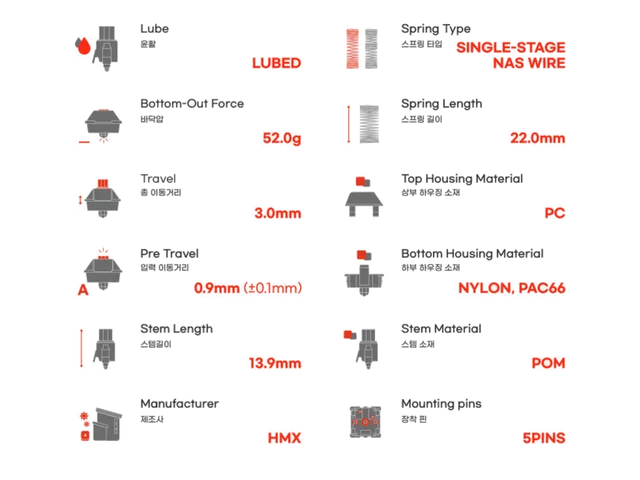 Lube
윤활
LUBED
Spring Type
스프링 타입
SINGLE-STAGE
NAS WIRE
Bottom-Out Force
바닥압
52.0g
Spring Length
스프링 길이
22.0mm
Travel
총 이동거리
3.0mm
Top Housing Material
상부 하우징 소재
PC
Pre Travel
입력 이동거리
A
0.9mm (±0.1mm)
Bottom Housing Material
하부 하우징 소재
NYLON, PAC66
Stem Length
스템길이
13.9mm
Stem Material
스템 소재
POM
Manufacturer
제조사
HMX
Mounting pins
장착 핀
5PINS